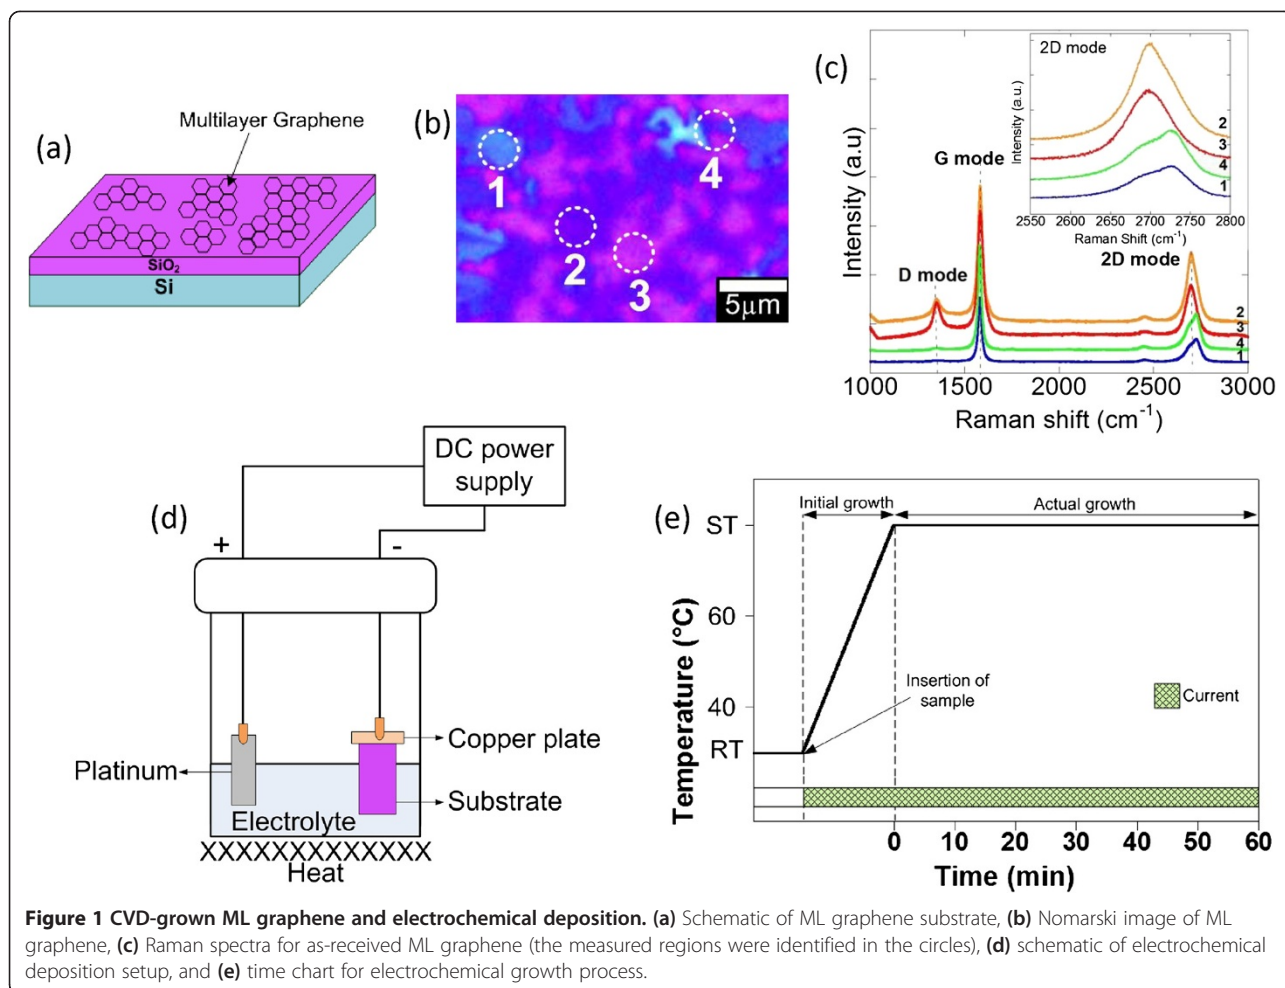 (a)
Multilayer Graphene
SiO₂
Si
(b)
1
2
3
4
5μm
(c)
Intensity (a.u)
D mode
G mode
2D mode
2
3
4
1
1000 1500 2000 2500 3000
Raman shift (cm⁻¹)
2D mode
Intensity (a.u.)
2
3
4
1
2550 2600 2650 2700 2750 2800
Raman Shift (cm⁻¹)
(d)
DC power
supply
+
-
Copper plate
Platinum
Substrate
Electrolyte
XXXXXXXXXXXXXX
Heat
(e)
Initial growth
Actual growth
ST
60
40
RT
Temperature (°C)
Insertion of
sample
Current
0 10 20 30 40 50 60
Time (min)
Figure 1 CVD-grown ML graphene and electrochemical deposition. (a) Schematic of ML graphene substrate, (b) Nomarski image of ML
graphene, (c) Raman spectra for as-received ML graphene (the measured regions were identified in the circles), (d) schematic of electrochemical
deposition setup, and (e) time chart for electrochemical growth process.